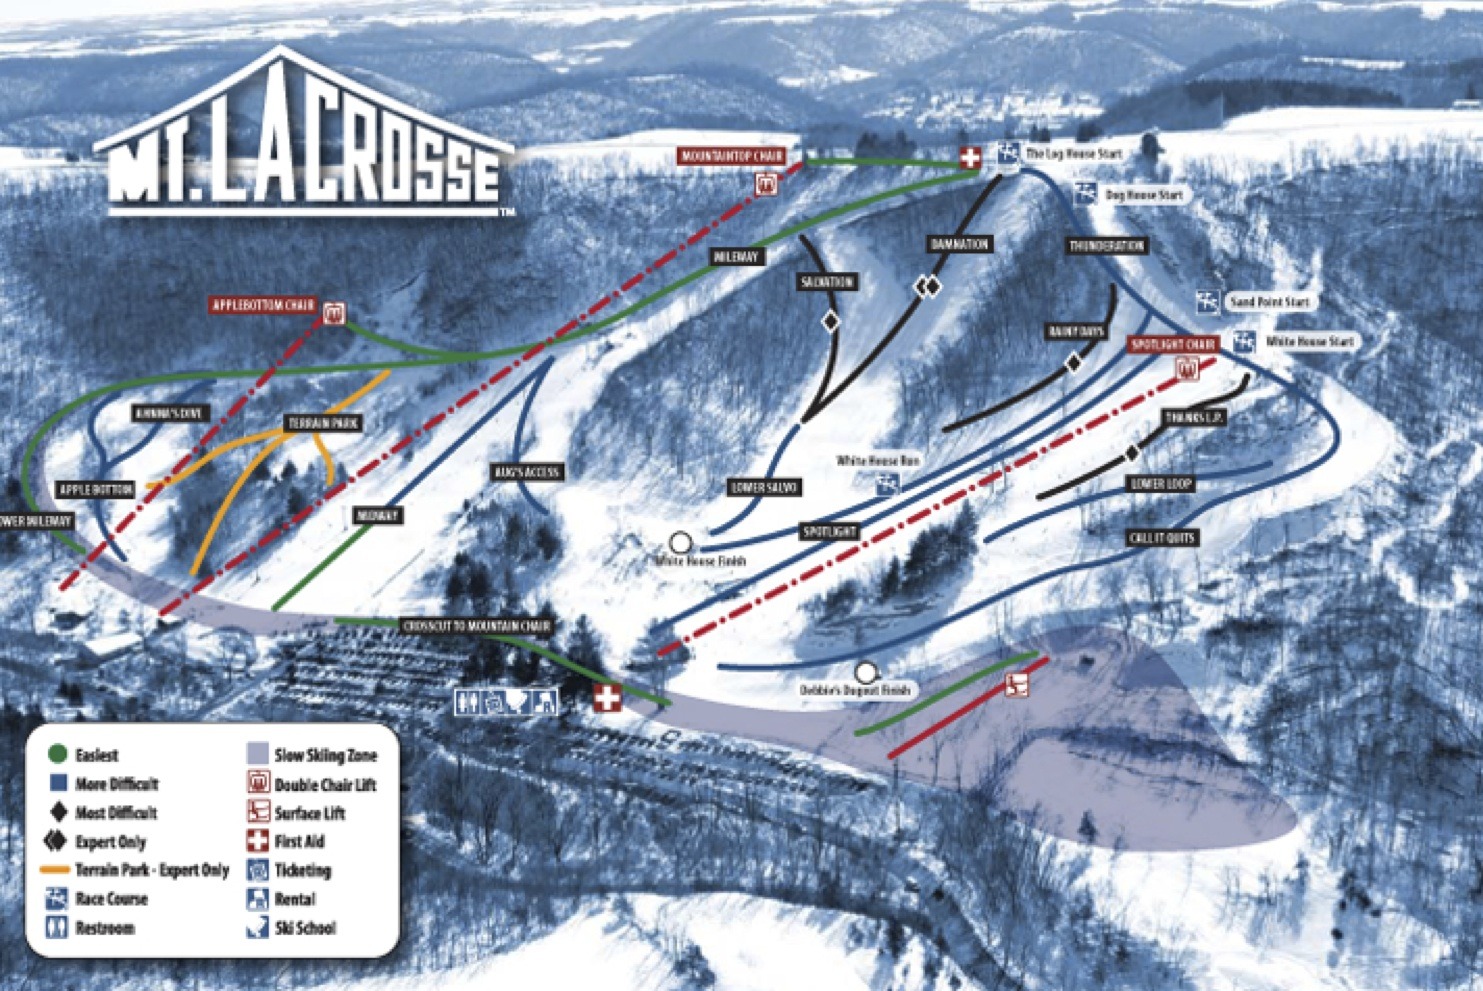 MT. LA CROSSE TM
MOUNTAINTOP CHAIR
The Log House Start
Dog House Start
MILEWAY
DAMNATION
THUNDERATION
SALVATION
APPLEBOTTOM CHAIR
Sand Point Start
RAINY DAYS
SPOTLIGHT CHAIR
White House Start
AHNNA'S DIVE
TERRAIN PARK
THANKS L.P.
White House Run
AUG'S ACCESS
APPLE BOTTOM
LOWER SALVO
LOWER LOOP
MIDWAY
OWER MILEWAY
SPOTLIGHT
CALL IT QUITS
White House Finish
CROSSCUT TO MOUNTAIN CHAIR
Debbie's Dugout Finish
Easiest
More Difficult
Most Difficult
Expert Only
Terrain Park - Expert Only
Race Course
Restroom
Slow Skiing Zone
Double Chair Lift
Surface Lift
First Aid
Ticketing
Rental
Ski School